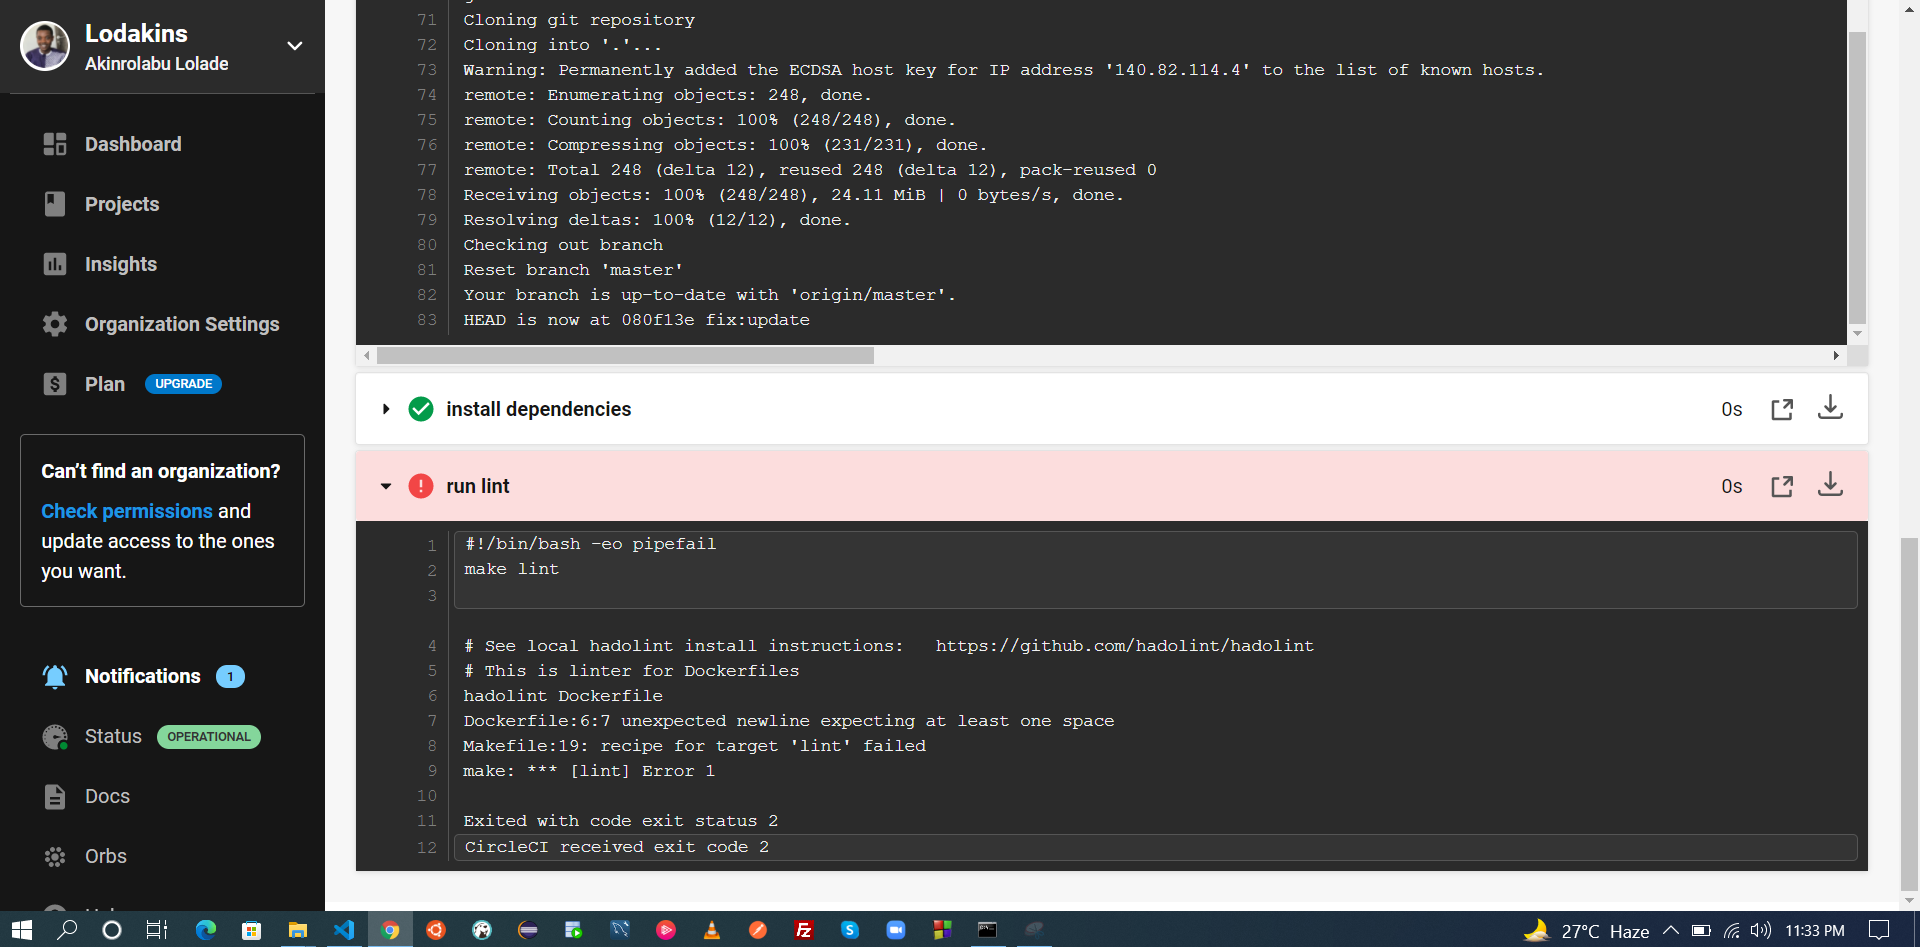 Lodakins
Akinrolabu Lolade
Dashboard
Projects
Insights
Organization Settings
Plan UPGRADE
Can't find an organization?
Check permissions and
update access to the ones
you want.
Notifications 1
Status OPERATIONAL
Docs
Orbs
71 Cloning git repository
72 Cloning into '.'...
73 Warning: Permanently added the ECDSA host key for IP address '140.82.114.4' to the list of known hosts.
74 remote: Enumerating objects: 248, done.
75 remote: Counting objects: 100% (248/248), done.
76 remote: Compressing objects: 100% (231/231), done.
77 remote: Total 248 (delta 12), reused 248 (delta 12), pack-reused 0
78 Receiving objects: 100% (248/248), 24.11 MiB | 0 bytes/s, done.
79 Resolving deltas: 100% (12/12), done.
80 Checking out branch
81 Reset branch 'master'
82 Your branch is up-to-date with 'origin/master'.
83 HEAD is now at 080f13e fix:update
install dependencies 0s
run lint 0s
1 #!/bin/bash -eo pipefail
2 make lint
3
4 # See local hadolint install instructions:   https://github.com/hadolint/hadolint
5 # This is linter for Dockerfiles
6 hadolint Dockerfile
7 Dockerfile:6:7 unexpected newline expecting at least one space
8 Makefile:19: recipe for target 'lint' failed
9 make: *** [lint] Error 1
10
11 Exited with code exit status 2
12 CircleCI received exit code 2
27°C Haze 11:33 PM